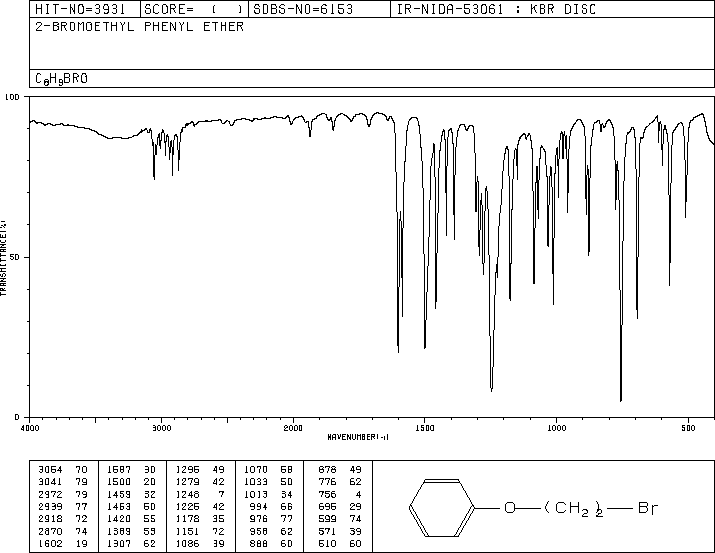 HIT-NO=3931 SCORE= ( ) SDBS-NO=6153 IR-NIDA-53061 : KBR DISC
2-BROMOETHYL PHENYL ETHER
C8H9BRO
100
50
0
TRANSMITTANCE(%)
4000 3000 2000 1500 1000 500
WAVENUMBER(-1)
3064 70 1587 30 1296 49 1070 58 878 49
3041 79 1500 20 1279 42 1033 50 776 62
2972 79 1459 32 1248 7 1013 34 756 4
2939 77 1453 60 1226 42 994 66 695 29
2918 72 1420 55 1178 35 976 77 599 74
2870 74 1389 53 1151 72 958 62 571 39
1602 19 1307 62 1086 39 888 60 510 60
O (CH2)2 Br